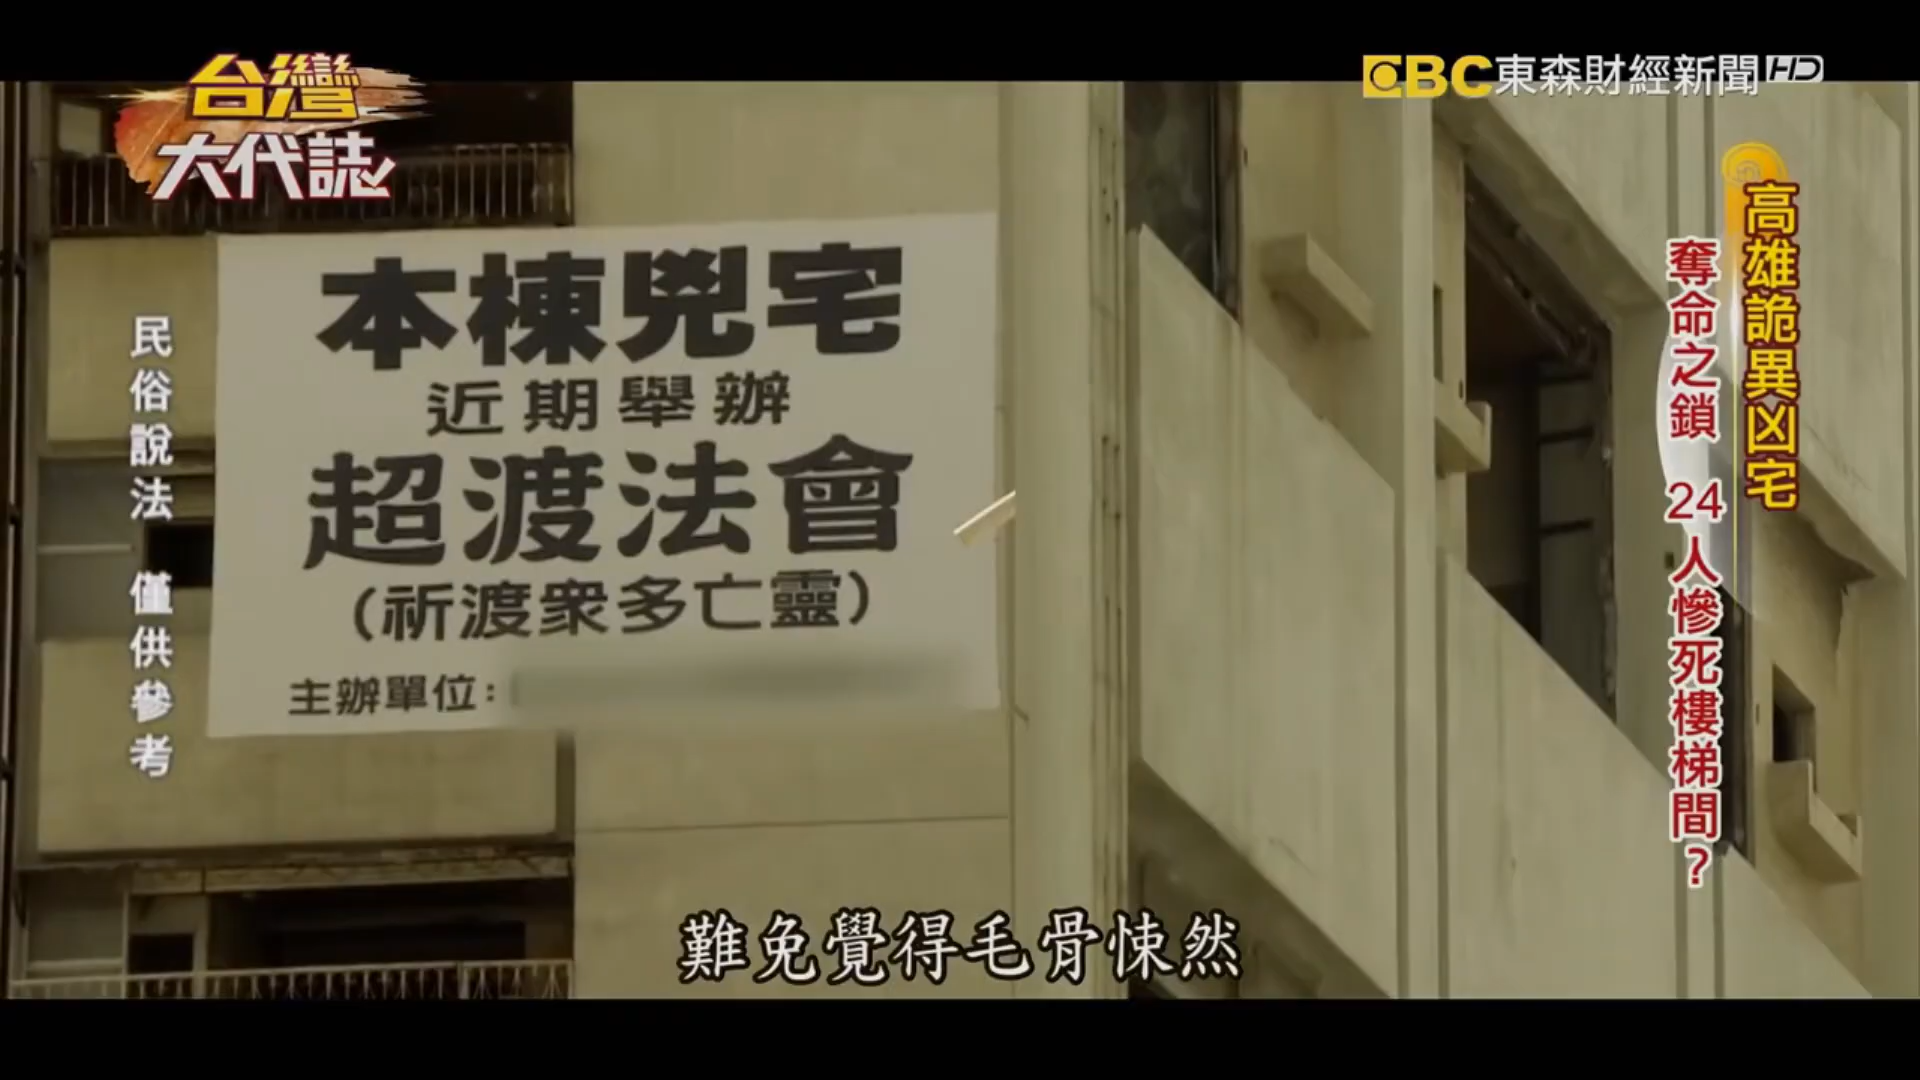 台灣
大代誌
EBC東森財經新聞HD
高雄詭異凶宅
奪命之鎖 24人慘死樓梯間？
民俗說法 僅供參考
本棟兇宅
近期舉辦
超渡法會
（祈渡衆多亡靈）
主辦單位：
難免覺得毛骨悚然